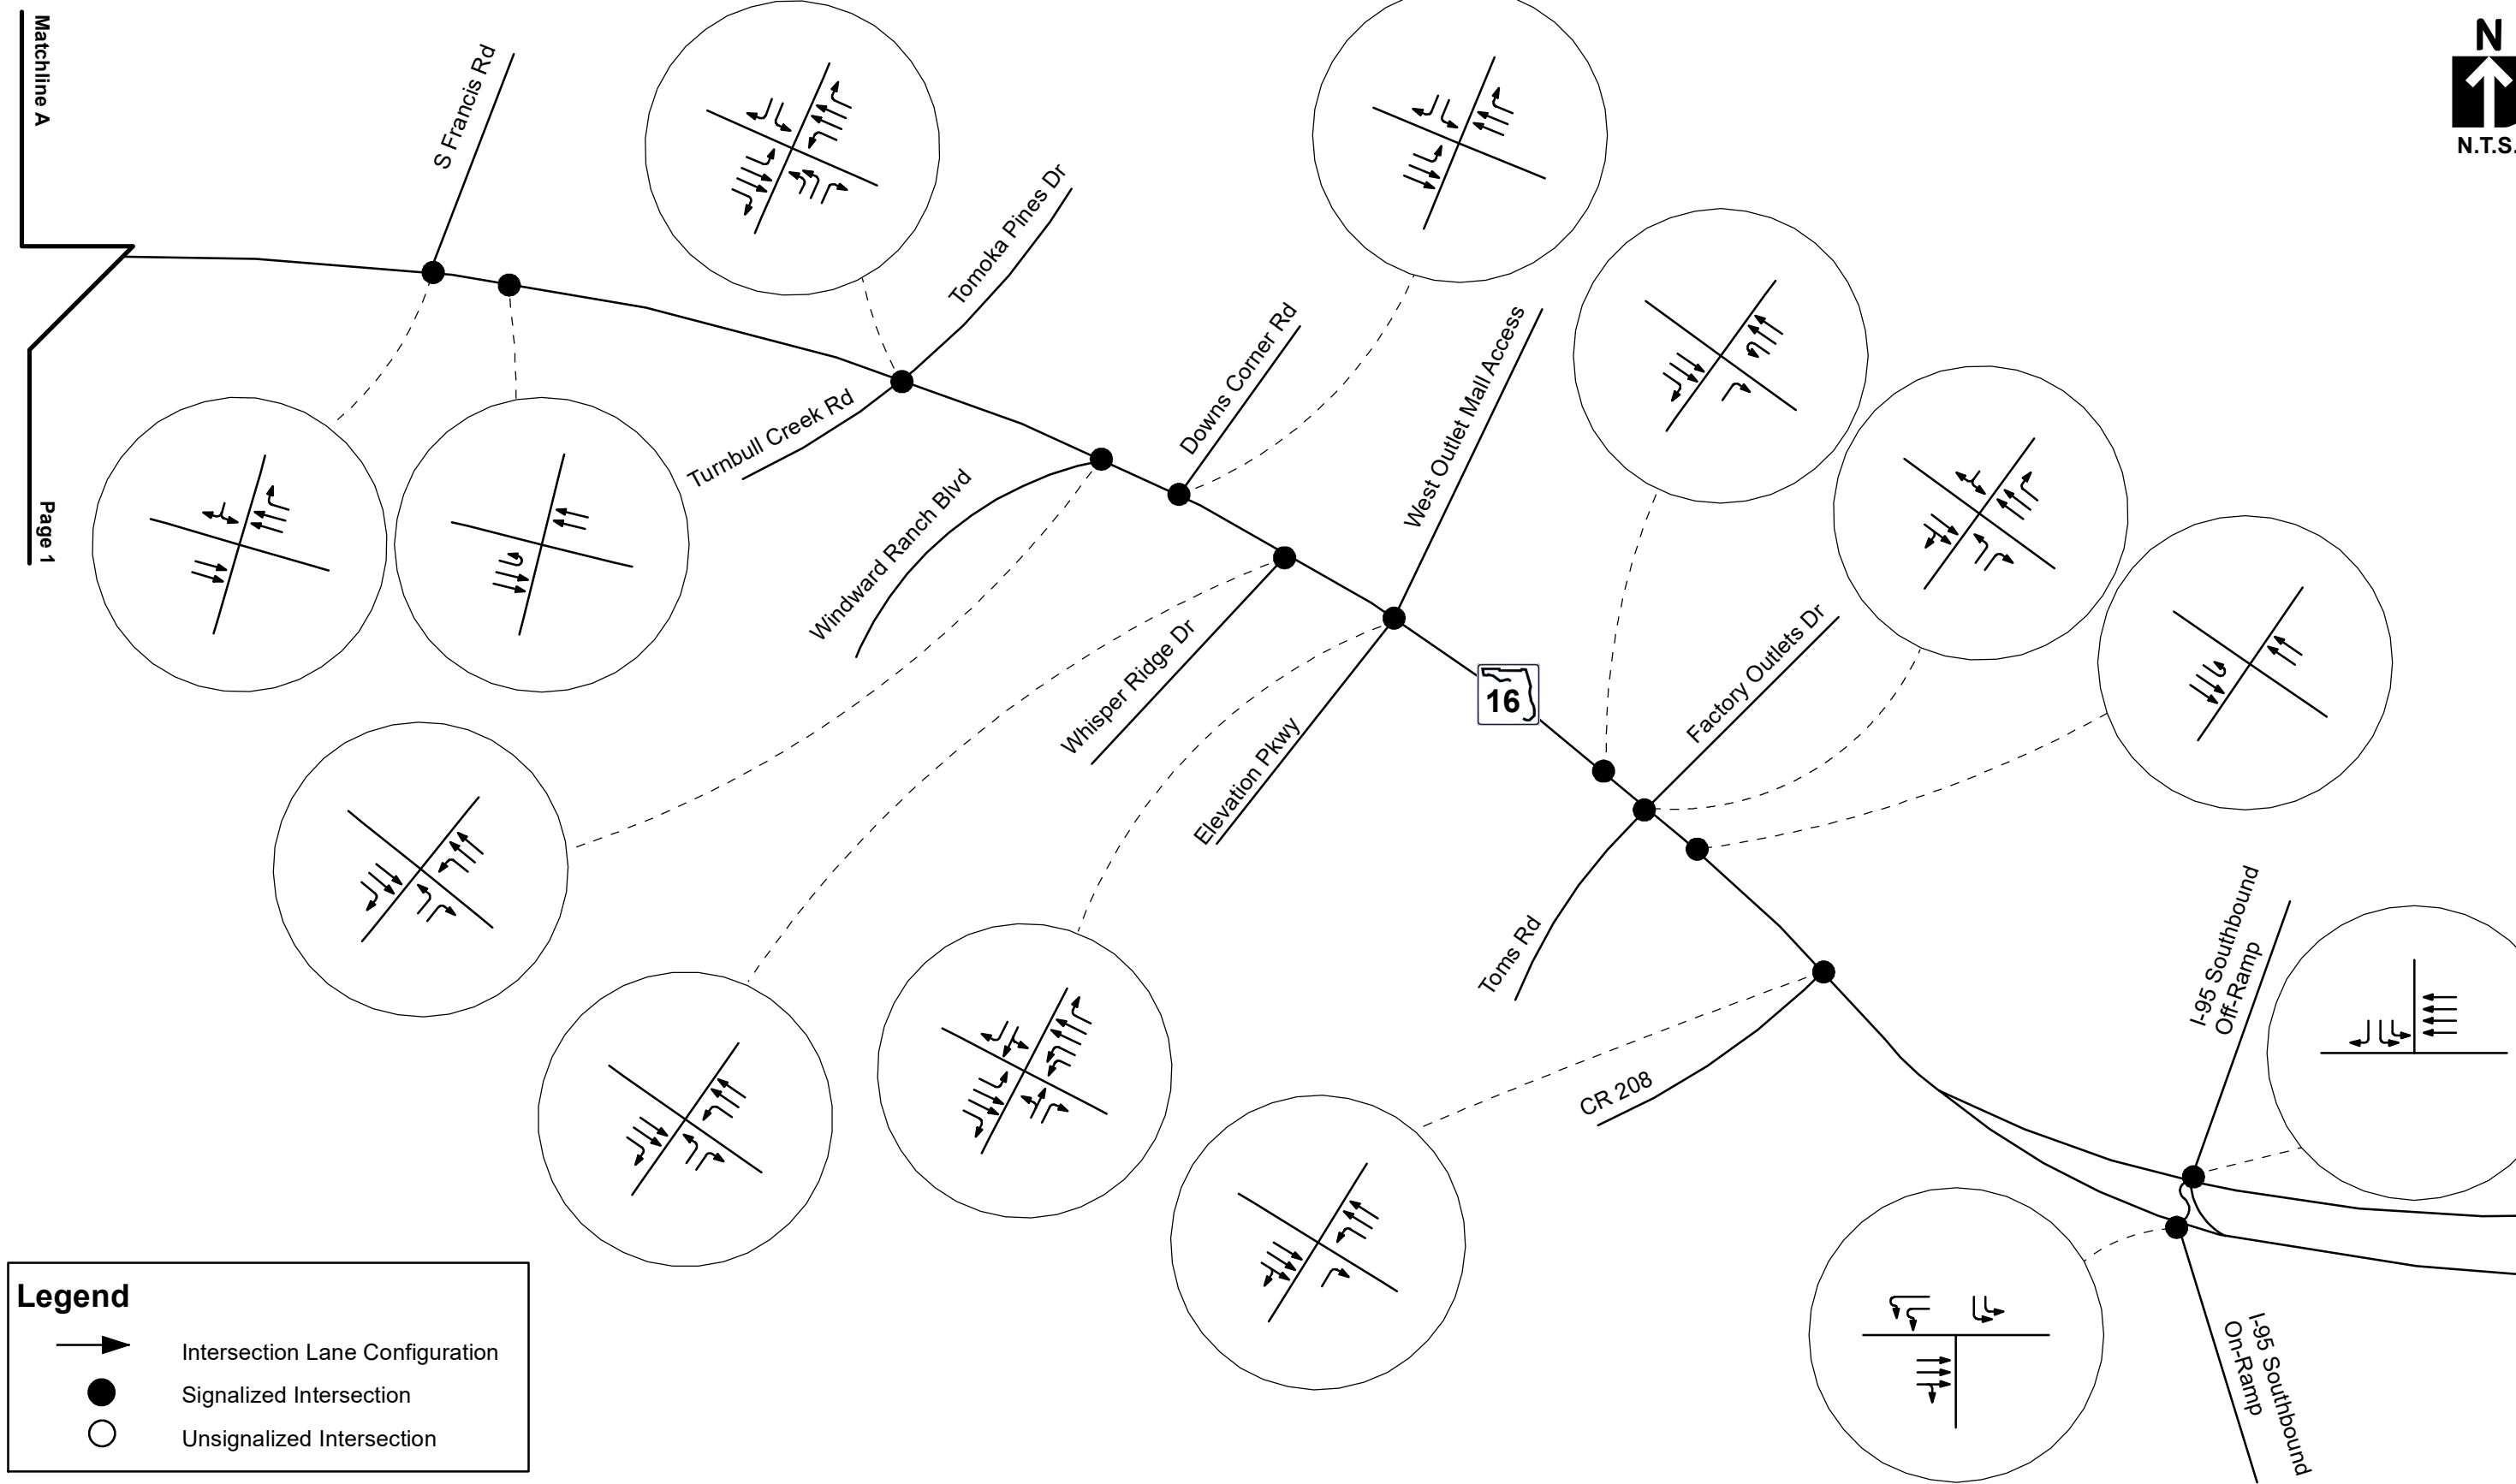 Matchline A
Page 1
S Francis Rd
Tomoka Pines Dr
Turnbull Creek Rd
Windward Ranch Blvd
Downs Corner Rd
West Outlet Mall Access
Whisper Ridge Dr
Elevation Pkwy
16
Factory Outlets Dr
Toms Rd
CR 208
I-95 Southbound
Off-Ramp
I-95 Southbound
On-Ramp
N
N.T.S.
Legend
Intersection Lane Configuration
Signalized Intersection
Unsignalized Intersection